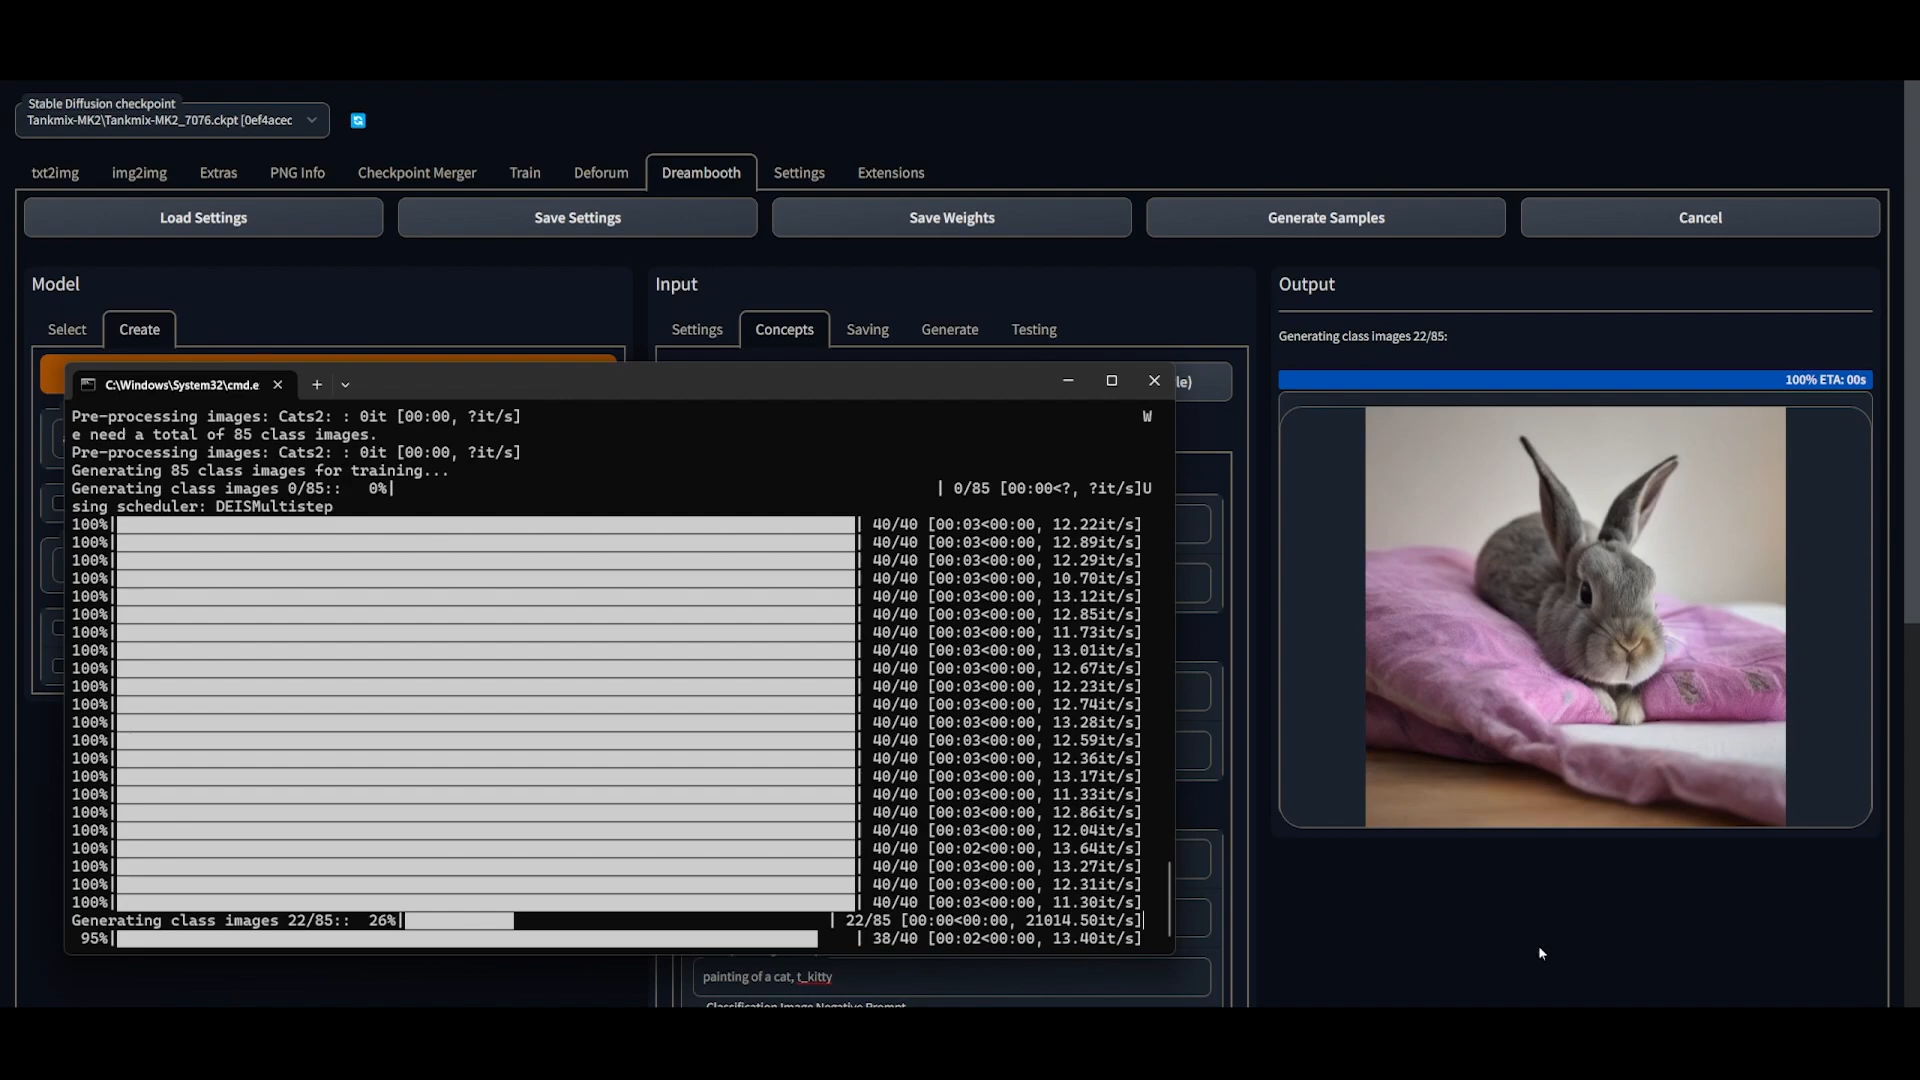 Stable Diffusion checkpoint
Tankmix-MK2\Tankmix-MK2_7076.ckpt [0ef4acec
txt2img img2img Extras PNG Info Checkpoint Merger Train Deforum Dreambooth Settings Extensions
Load Settings Save Settings Save Weights Generate Samples Cancel
Model Input Output
Select Create Settings Concepts Saving Generate Testing
Generating class images 22/85:
100% ETA: 00s
le)
C:\Windows\System32\cmd.e
Pre-processing images: Cats2: : 0it [00:00, ?it/s] W
e need a total of 85 class images.
Pre-processing images: Cats2: : 0it [00:00, ?it/s]
Generating 85 class images for training...
Generating class images 0/85:: 0%| | 0/85 [00:00<?, ?it/s]U
sing scheduler: DEISMultistep
100%| | 40/40 [00:03<00:00, 12.22it/s]
100%| | 40/40 [00:03<00:00, 12.89it/s]
100%| | 40/40 [00:03<00:00, 12.29it/s]
100%| | 40/40 [00:03<00:00, 10.70it/s]
100%| | 40/40 [00:03<00:00, 13.12it/s]
100%| | 40/40 [00:03<00:00, 12.85it/s]
100%| | 40/40 [00:03<00:00, 11.73it/s]
100%| | 40/40 [00:03<00:00, 13.01it/s]
100%| | 40/40 [00:03<00:00, 12.67it/s]
100%| | 40/40 [00:03<00:00, 12.23it/s]
100%| | 40/40 [00:03<00:00, 12.74it/s]
100%| | 40/40 [00:03<00:00, 13.28it/s]
100%| | 40/40 [00:03<00:00, 12.59it/s]
100%| | 40/40 [00:03<00:00, 12.36it/s]
100%| | 40/40 [00:03<00:00, 13.17it/s]
100%| | 40/40 [00:03<00:00, 11.33it/s]
100%| | 40/40 [00:03<00:00, 12.86it/s]
100%| | 40/40 [00:03<00:00, 12.04it/s]
100%| | 40/40 [00:02<00:00, 13.64it/s]
100%| | 40/40 [00:03<00:00, 13.27it/s]
100%| | 40/40 [00:03<00:00, 12.31it/s]
100%| | 40/40 [00:03<00:00, 11.30it/s]
Generating class images 22/85:: 26%| | 22/85 [00:00<00:00, 21014.50it/s]
95%| | 38/40 [00:02<00:00, 13.40it/s]
painting of a cat, t_kitty
Classification Image Negative Prompt